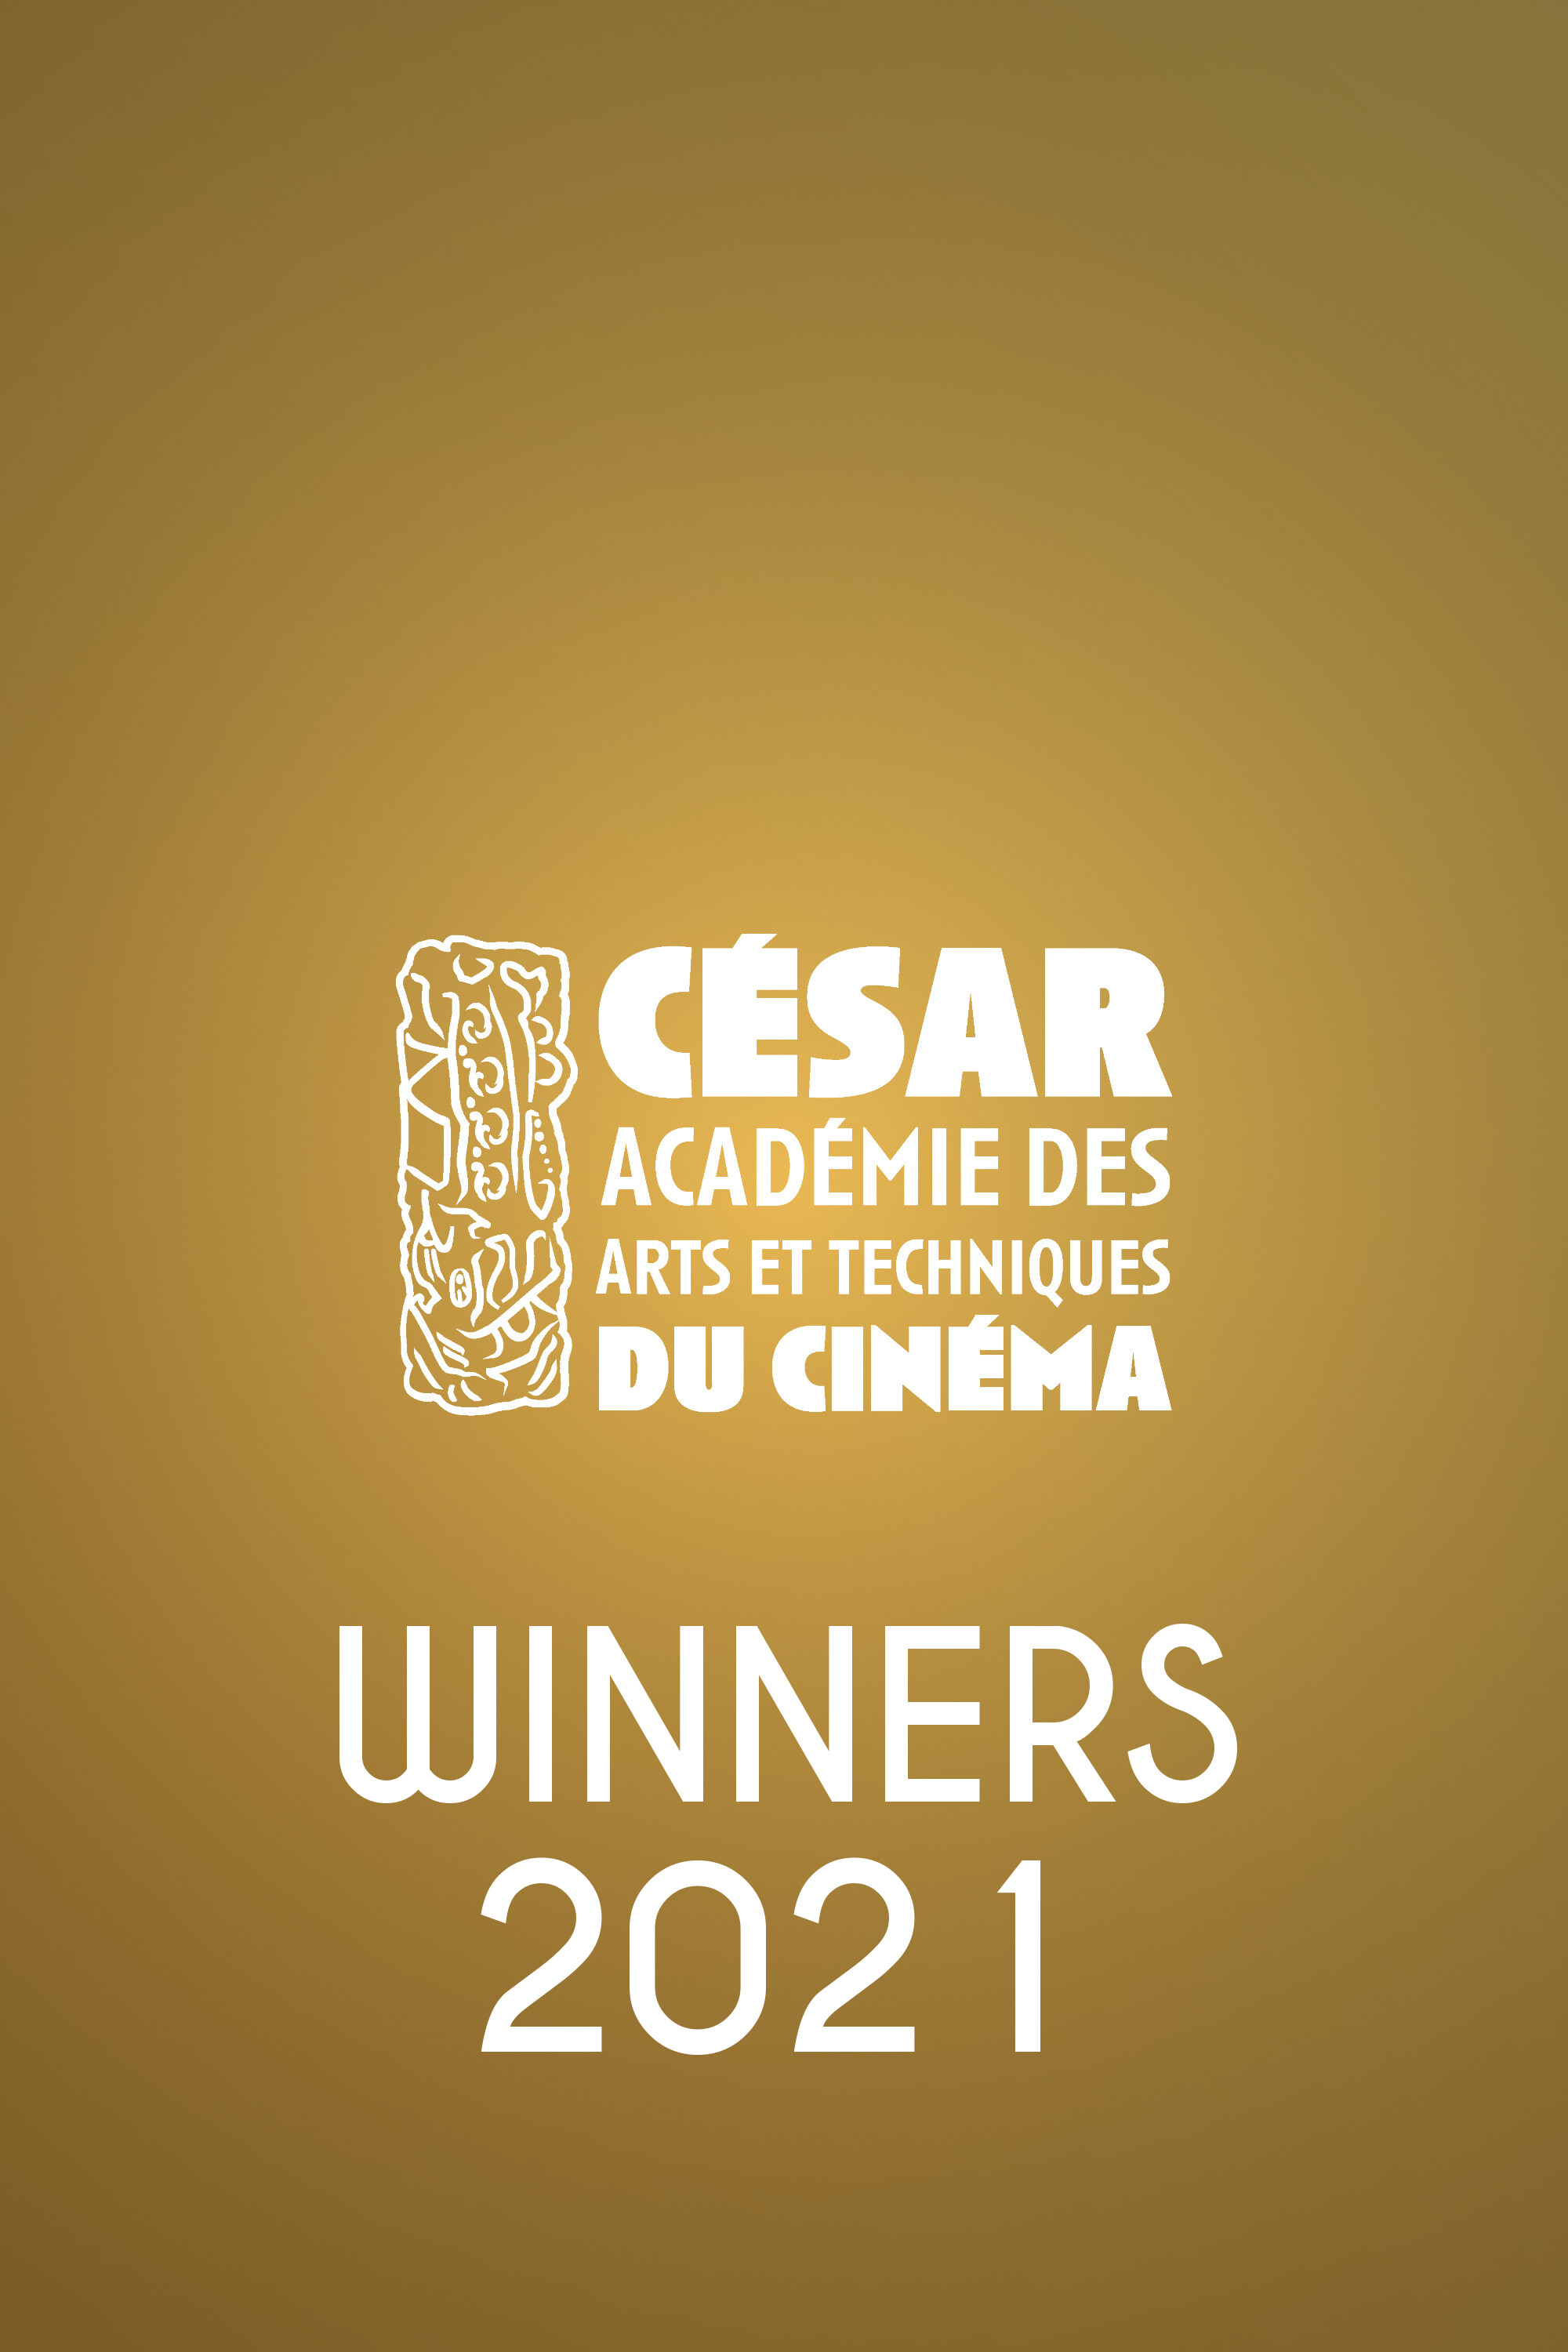 CÉSAR
ACADÉMIE DES
ARTS ET TECHNIQUES
DU CINÉMA
WINNERS
2021